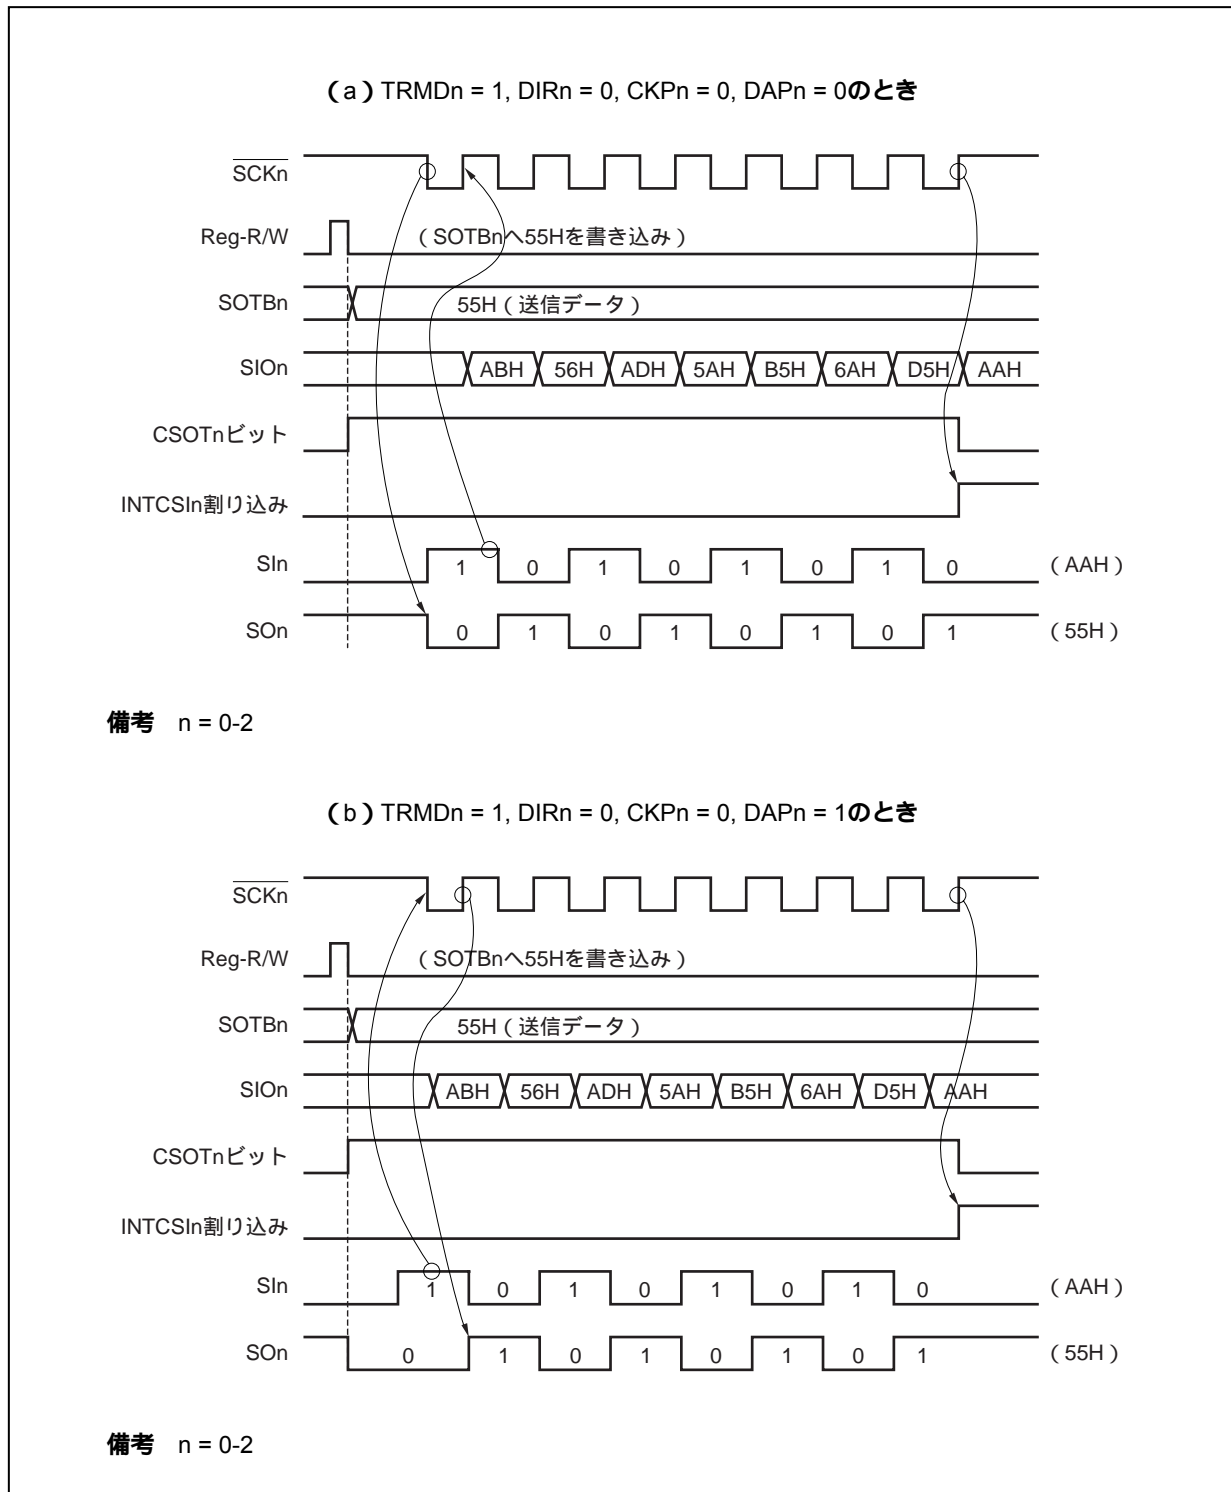 （a）TRMDn = 1, DIRn = 0, CKPn = 0, DAPn = 0のとき
SCKn
Reg-R/W （SOTBnへ55Hを書き込み）
SOTBn 55H（送信データ）
SIOn ABH 56H ADH 5AH B5H 6AH D5H AAH
CSOTnビット
INTCSIn割り込み
SIn 1 0 1 0 1 0 1 0 （AAH）
SOn 0 1 0 1 0 1 0 1 （55H）
備考 n = 0-2
（b）TRMDn = 1, DIRn = 0, CKPn = 0, DAPn = 1のとき
SCKn
Reg-R/W （SOTBnへ55Hを書き込み）
SOTBn 55H（送信データ）
SIOn ABH 56H ADH 5AH B5H 6AH D5H AAH
CSOTnビット
INTCSIn割り込み
SIn 1 0 1 0 1 0 1 0 （AAH）
SOn 0 1 0 1 0 1 0 1 （55H）
備考 n = 0-2